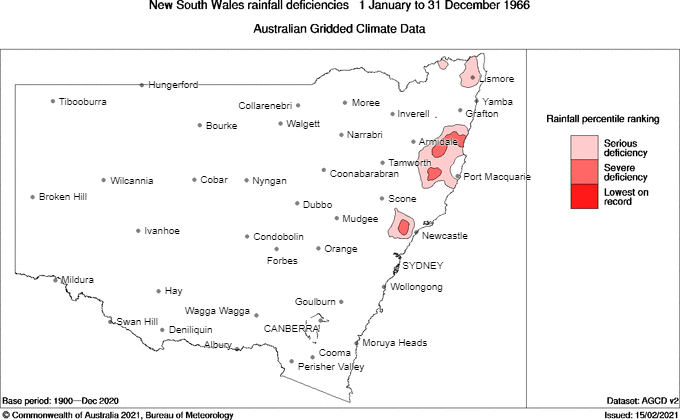 New South Wales rainfall deficiencies 1 January to 31 December 1966
Australian Gridded Climate Data
Hungerford
Lismore
Tibooburra
Collarenebri
Moree
Yamba
Inverell
Grafton
Bourke
Walgett
Narrabri
Armidale
Tamworth
Coonabarabran
Port Macquarie
Wilcannia
Cobar
Nyngan
Broken Hill
Scone
Dubbo
Mudgee
Ivanhoe
Condobolin
Newcastle
Forbes
Orange
SYDNEY
Mildura
Wollongong
Hay
Goulburn
Wagga Wagga
Swan Hill
Deniliquin
CANBERRA
Albury
Moruya Heads
Cooma
Perisher Valley
Rainfall percentile ranking
Serious
deficiency
Severe
deficiency
Lowest on
record
Base period: 1900—Dec 2020
Dataset: AGCD v2
© Commonwealth of Australia 2021, Bureau of Meteorology
Issued: 15/02/2021